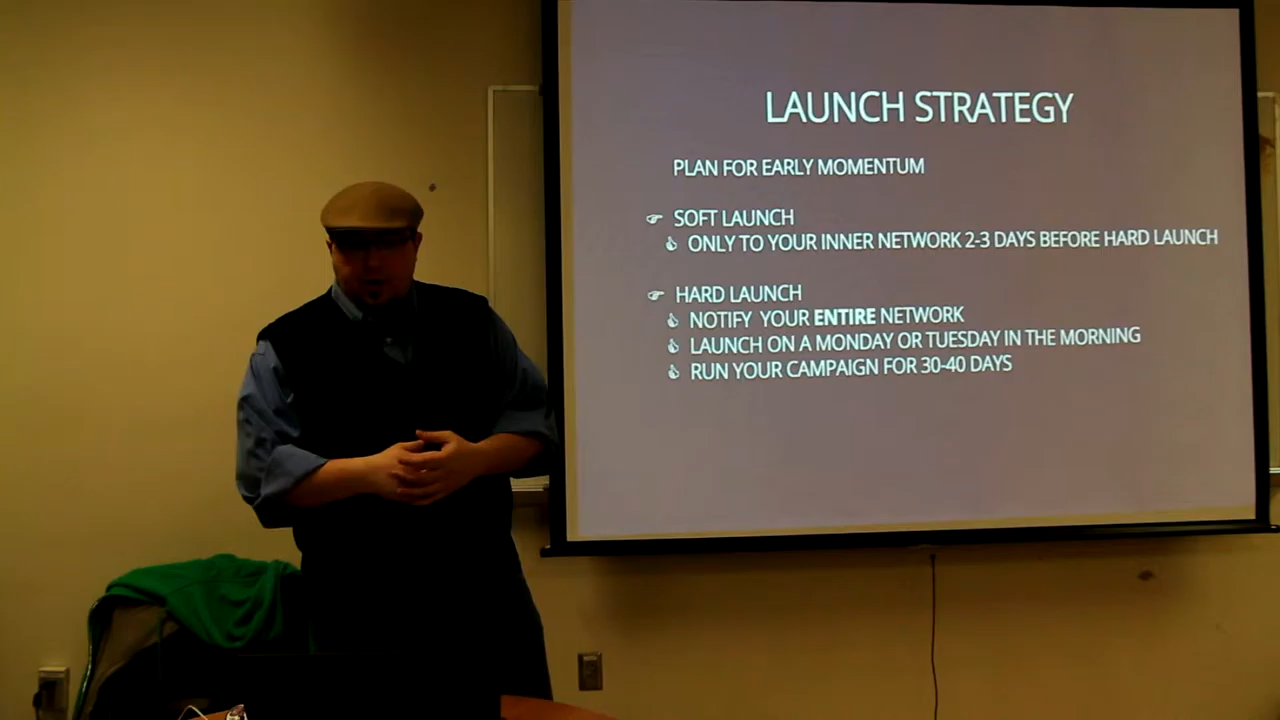 LAUNCH STRATEGY
PLAN FOR EARLY MOMENTUM
SOFT LAUNCH
ONLY TO YOUR INNER NETWORK 2-3 DAYS BEFORE HARD LAUNCH
HARD LAUNCH
NOTIFY YOUR ENTIRE NETWORK
LAUNCH ON A MONDAY OR TUESDAY IN THE MORNING
RUN YOUR CAMPAIGN FOR 30-40 DAYS